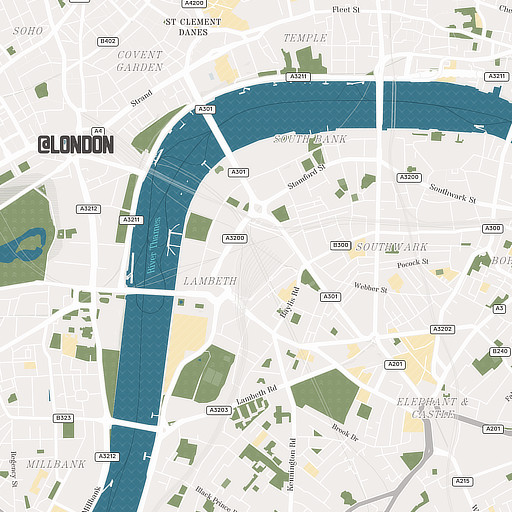 A4200
Fleet St
ST CLEMENT
DANES
SOHO
TEMPLE
B402
COVENT
GARDEN
A3211
A3211
Strand
A301
A4
@LONDON
SOUTH BANK
A301
Stamford St
A3200
Southwark St
A3212
A3211
River Thames
A3200
A300
B300
SOUTHWARK
Pocock St
LAMBETH
Webber St
Baylis Rd
A301
A3
A3202
B240
A201
Lambeth Rd
ELEPHANT &
CASTLE
A3203
B323
Brook Dr
A201
A3212
MILLBANK
Regency St
Kennington Rd
A215
Millbank
Black Prince